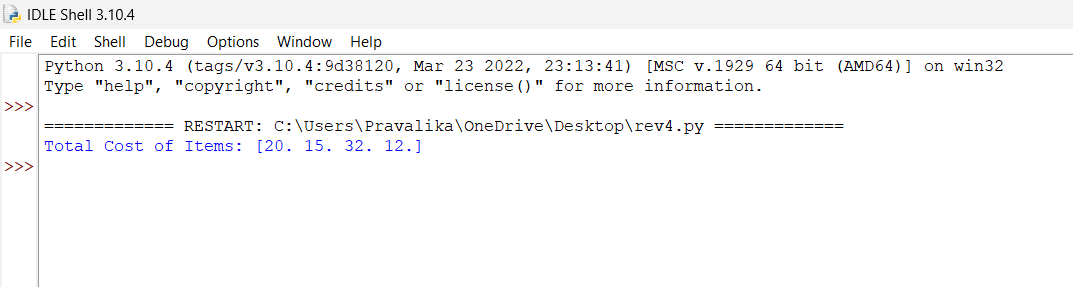 IDLE Shell 3.10.4
File Edit Shell Debug Options Window Help
Python 3.10.4 (tags/v3.10.4:9d38120, Mar 23 2022, 23:13:41) [MSC v.1929 64 bit (AMD64)] on win32
Type "help", "copyright", "credits" or "license()" for more information.
>>>
============= RESTART: C:\Users\Pravalika\OneDrive\Desktop\rev4.py =============
Total Cost of Items: [20. 15. 32. 12.]
>>>